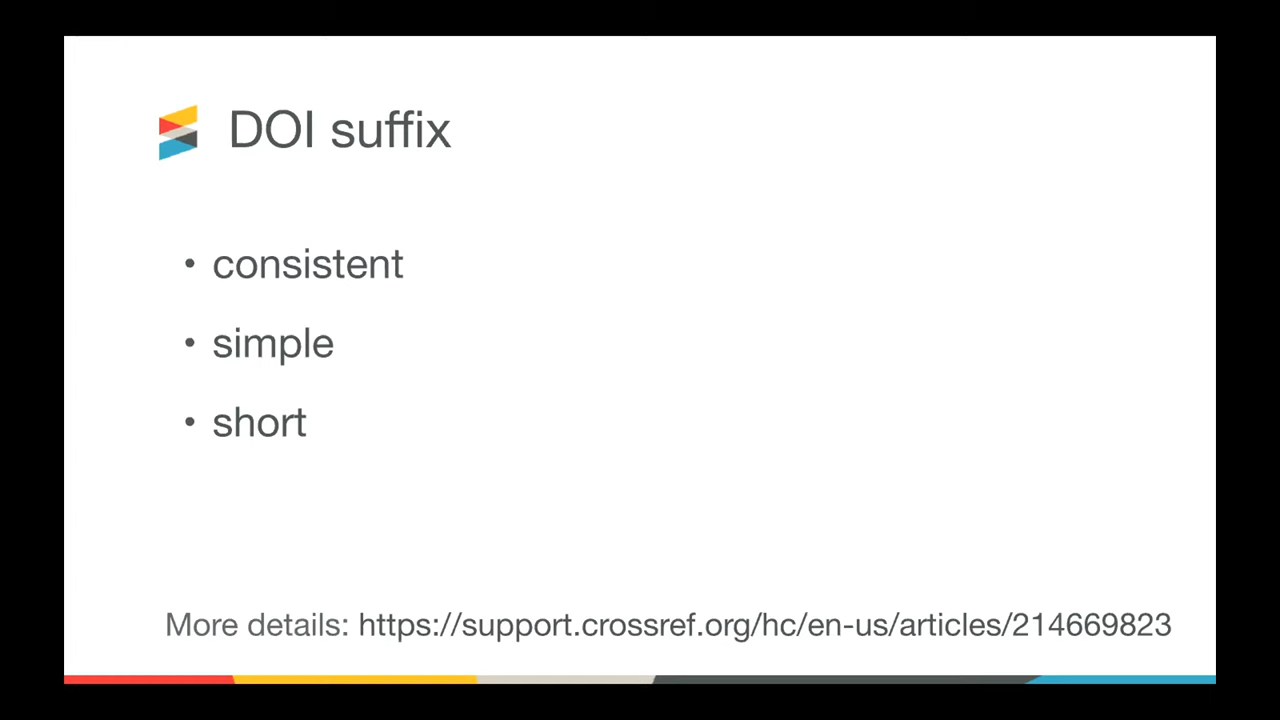 DOI suffix
• consistent
• simple
• short
More details: https://support.crossref.org/hc/en-us/articles/214669823